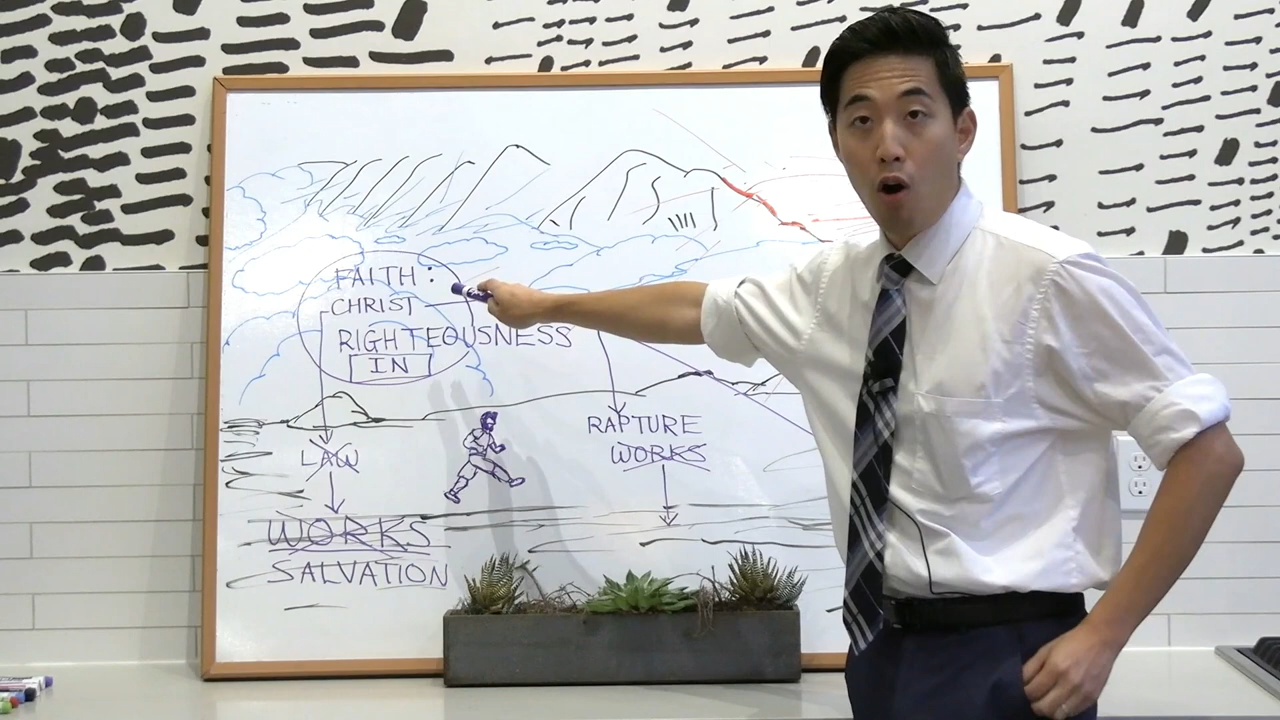 FAITH:
CHRIST
RIGHTEOUSNESS
IN
LAW
WORKS
SALVATION
RAPTURE
WORKS